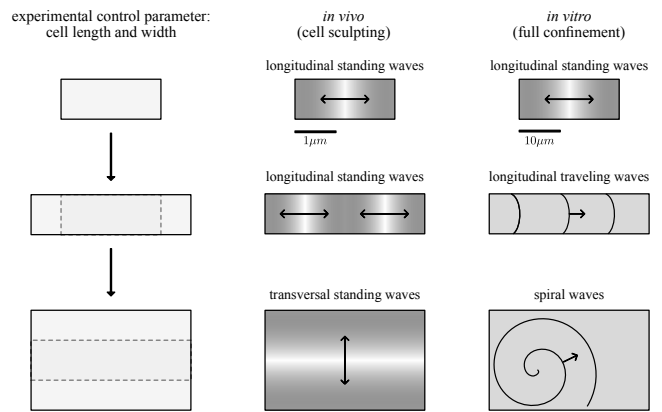 experimental control parameter:
cell length and width
in vivo
(cell sculpting)
in vitro
(full confinement)
longitudinal standing waves
longitudinal standing waves
1μm
10μm
longitudinal standing waves
longitudinal traveling waves
transversal standing waves
spiral waves